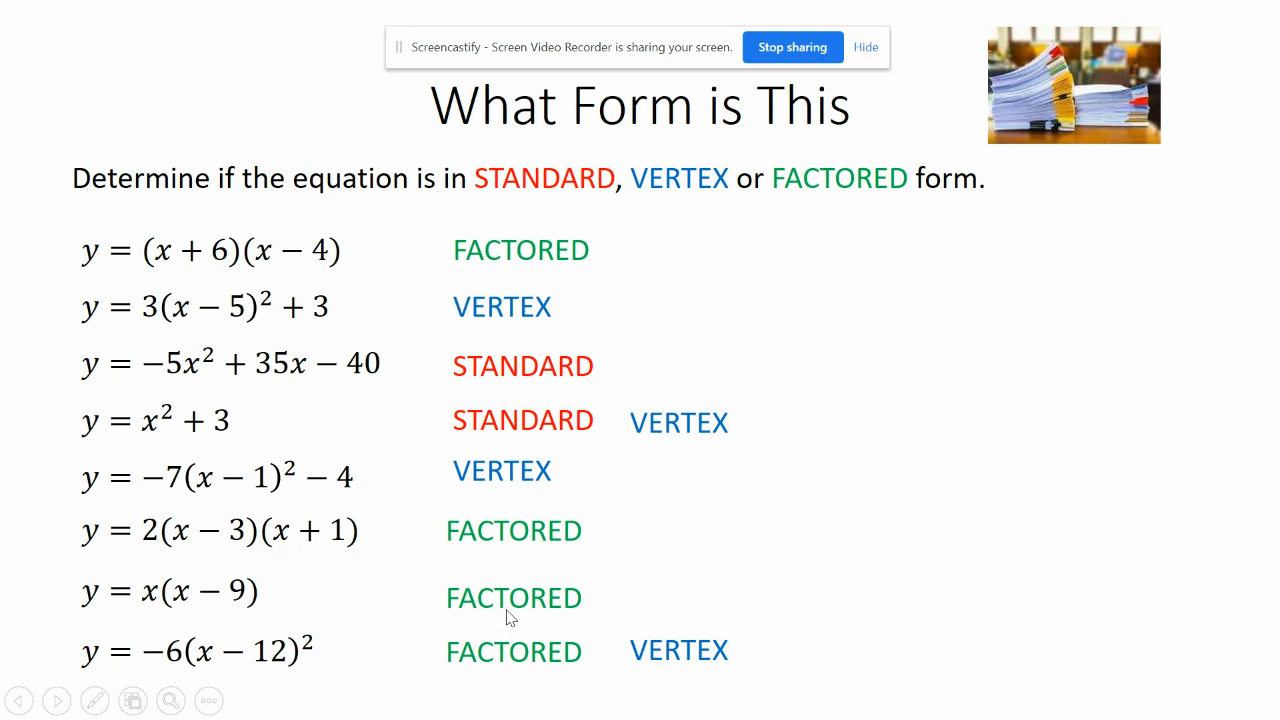 Screencastify - Screen Video Recorder is sharing your screen. Stop sharing Hide
What Form is This
Determine if the equation is in STANDARD, VERTEX or FACTORED form.
y = (x + 6)(x − 4) FACTORED
y = 3(x − 5)² + 3 VERTEX
y = −5x² + 35x − 40 STANDARD
y = x² + 3 STANDARD VERTEX
y = −7(x − 1)² − 4 VERTEX
y = 2(x − 3)(x + 1) FACTORED
y = x(x − 9) FACTORED
y = −6(x − 12)² FACTORED VERTEX